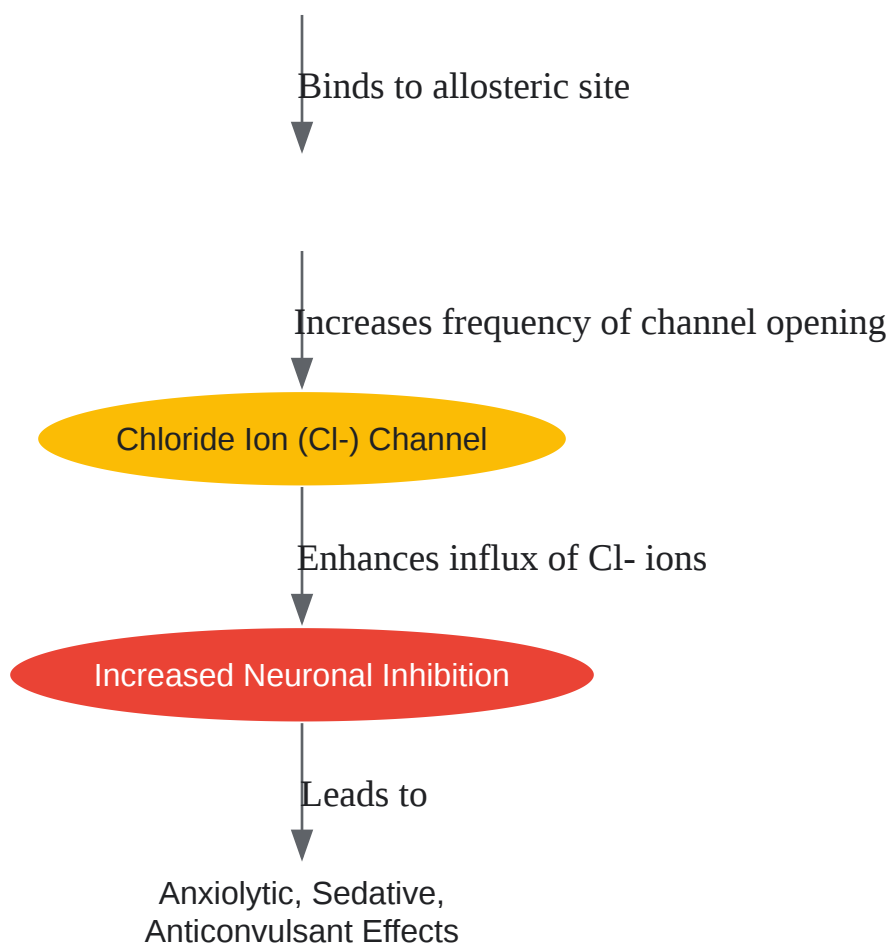 Binds to allosteric site
Increases frequency of channel opening
Chloride Ion (Cl-) Channel
Enhances influx of Cl- ions
Increased Neuronal Inhibition
Leads to
Anxiolytic, Sedative,
Anticonvulsant Effects